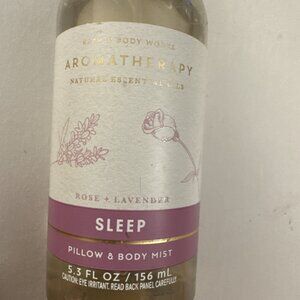 BATH & BODY WORKS
AROMATHERAPY
NATURAL ESSENTIAL OILS
ROSE + LAVENDER
SLEEP
PILLOW & BODY MIST
5.3 FL OZ / 156 mL
CAUTION: EYE IRRITANT. READ BACK PANEL CAREFULLY.